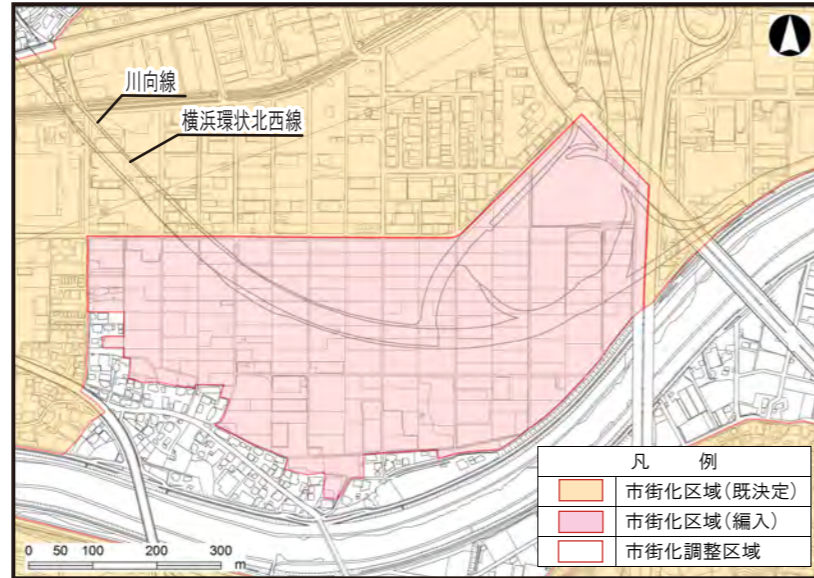 川向線
横浜環状北西線
凡 例
市街化区域(既決定)
市街化区域(編入)
市街化調整区域
0 50 100 200 300
m